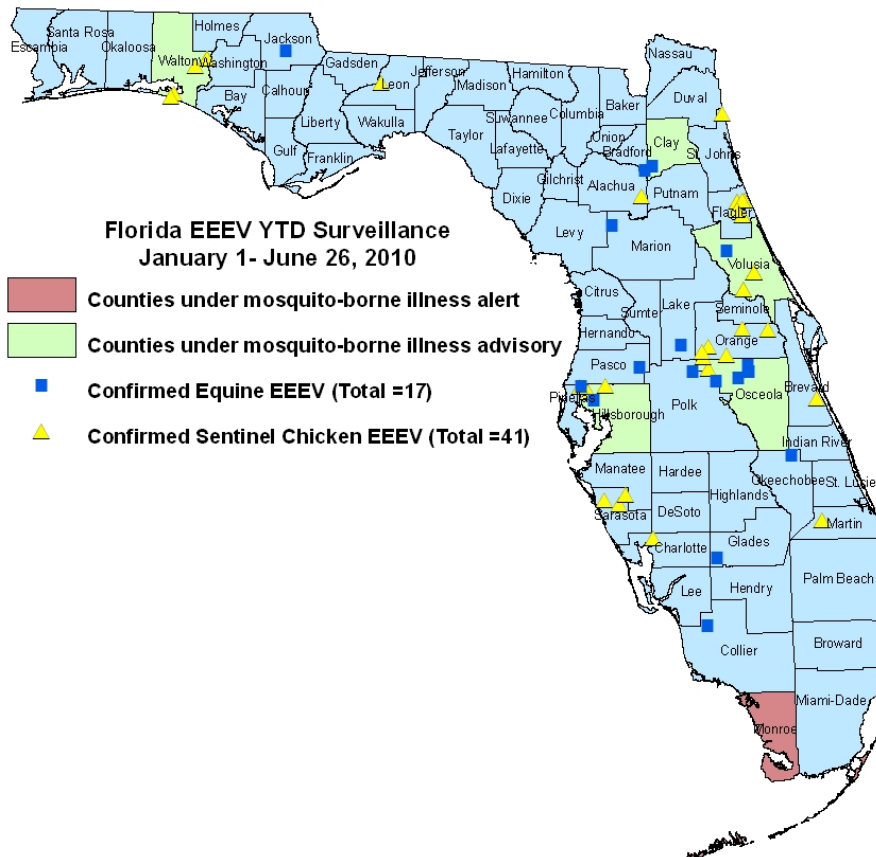 Holmes
Jackson
Santa Rosa
Escambia
Okaloosa
Walton
Washington
Gadsden
Leon
Jefferson
Hamilton
Nassau
Madison
Bay
Calhoun
Liberty
Wakulla
Taylor
Suwannee
Columbia
Baker
Duval
Gulf
Franklin
Lafayette
Union
Bradford
Clay
St. Johns
Dixie
Gilchrist
Alachua
Putnam
Flagler
Florida EEEV YTD Surveillance
January 1- June 26, 2010
Levy
Marion
Volusia
Counties under mosquito-borne illness alert
Citrus
Sumte
Lake
Seminole
Counties under mosquito-borne illness advisory
Hernando
Orange
Confirmed Equine EEEV (Total =17)
Pasco
Pinellas
Hillsborough
Polk
Osceola
Brevard
Confirmed Sentinel Chicken EEEV (Total =41)
Indian River
Manatee
Hardee
Okeechobee
St. Lucie
Highlands
Sarasota
DeSoto
Martin
Charlotte
Glades
Lee
Hendry
Palm Beach
Collier
Broward
Monroe
Miami-Dade